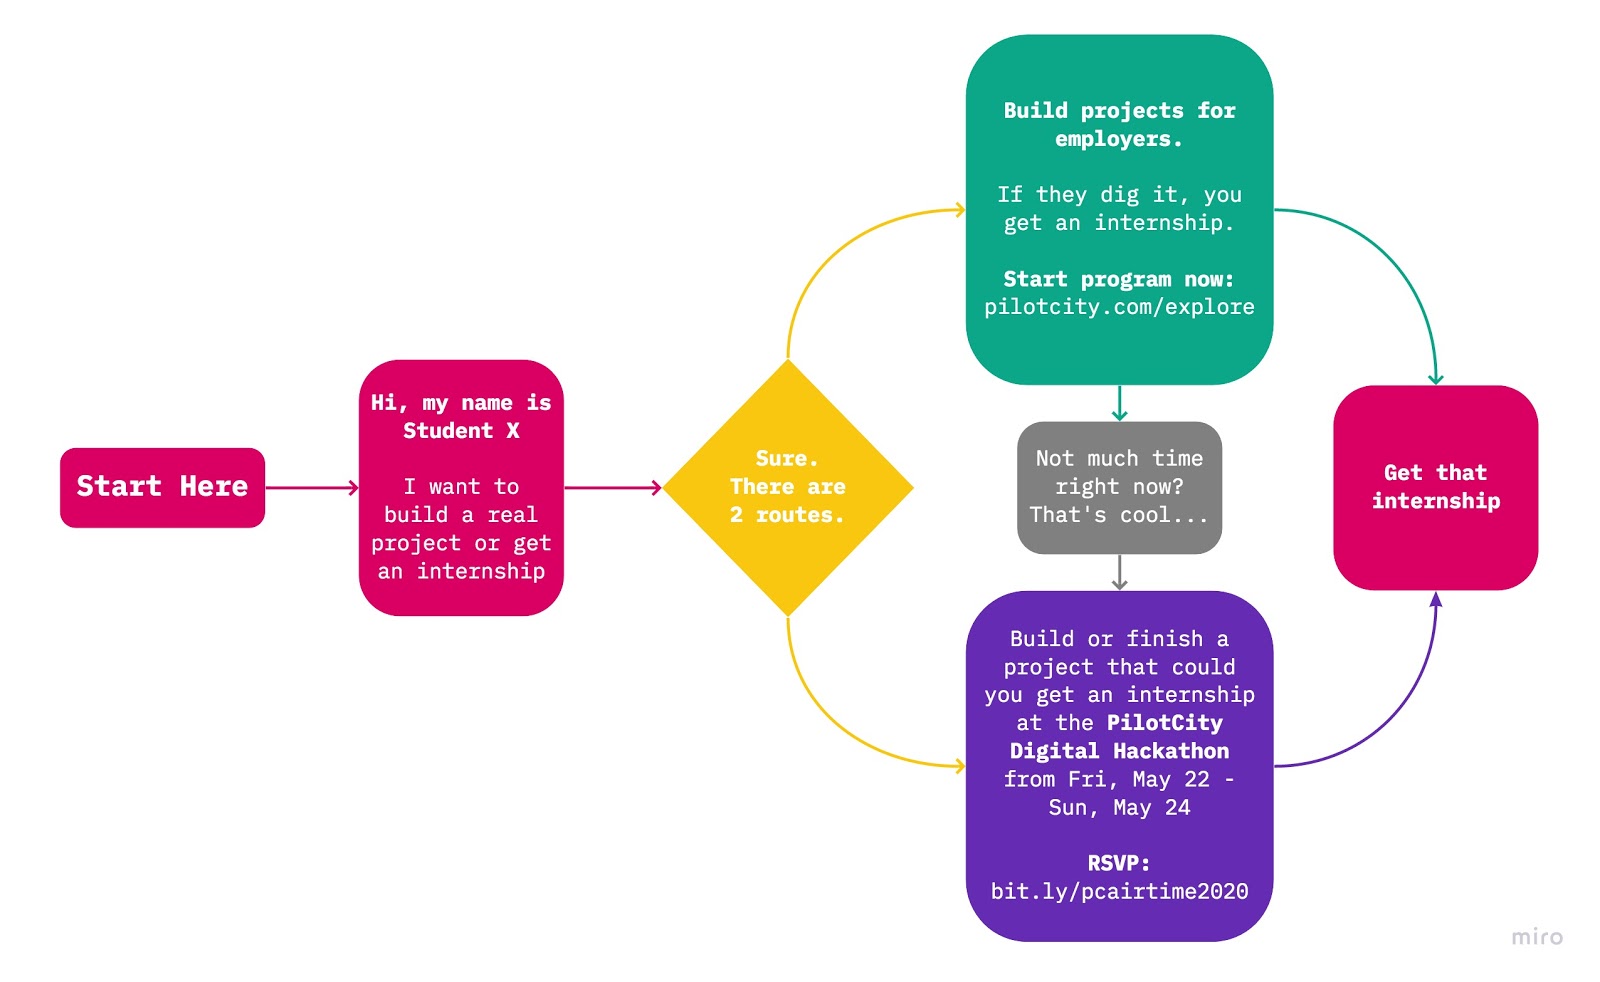 Start Here
Hi, my name is
Student X
I want to
build a real
project or get
an internship
Sure.
There are
2 routes.
Build projects for
employers.
If they dig it, you
get an internship.
Start program now:
pilotcity.com/explore
Not much time
right now?
That's cool...
Build or finish a
project that could
you get an internship
at the PilotCity
Digital Hackathon
from Fri, May 22 -
Sun, May 24
RSVP:
bit.ly/pcairtime2020
Get that
internship
miro